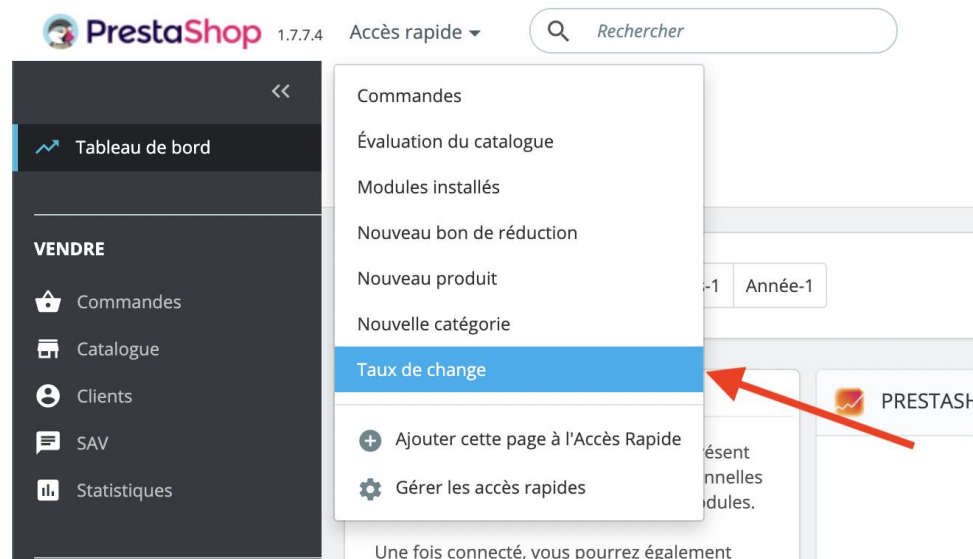 PrestaShop 1.7.7.4 Accès rapide Rechercher
Tableau de bord
VENDRE
Commandes
Catalogue
Clients
SAV
Statistiques
Commandes
Évaluation du catalogue
Modules installés
Nouveau bon de réduction
Nouveau produit
Nouvelle catégorie
Taux de change
Ajouter cette page à l'Accès Rapide
Gérer les accès rapides
-1 Année-1
PRESTASH
ésent
nnelles
dules.
Une fois connecté, vous pourrez également